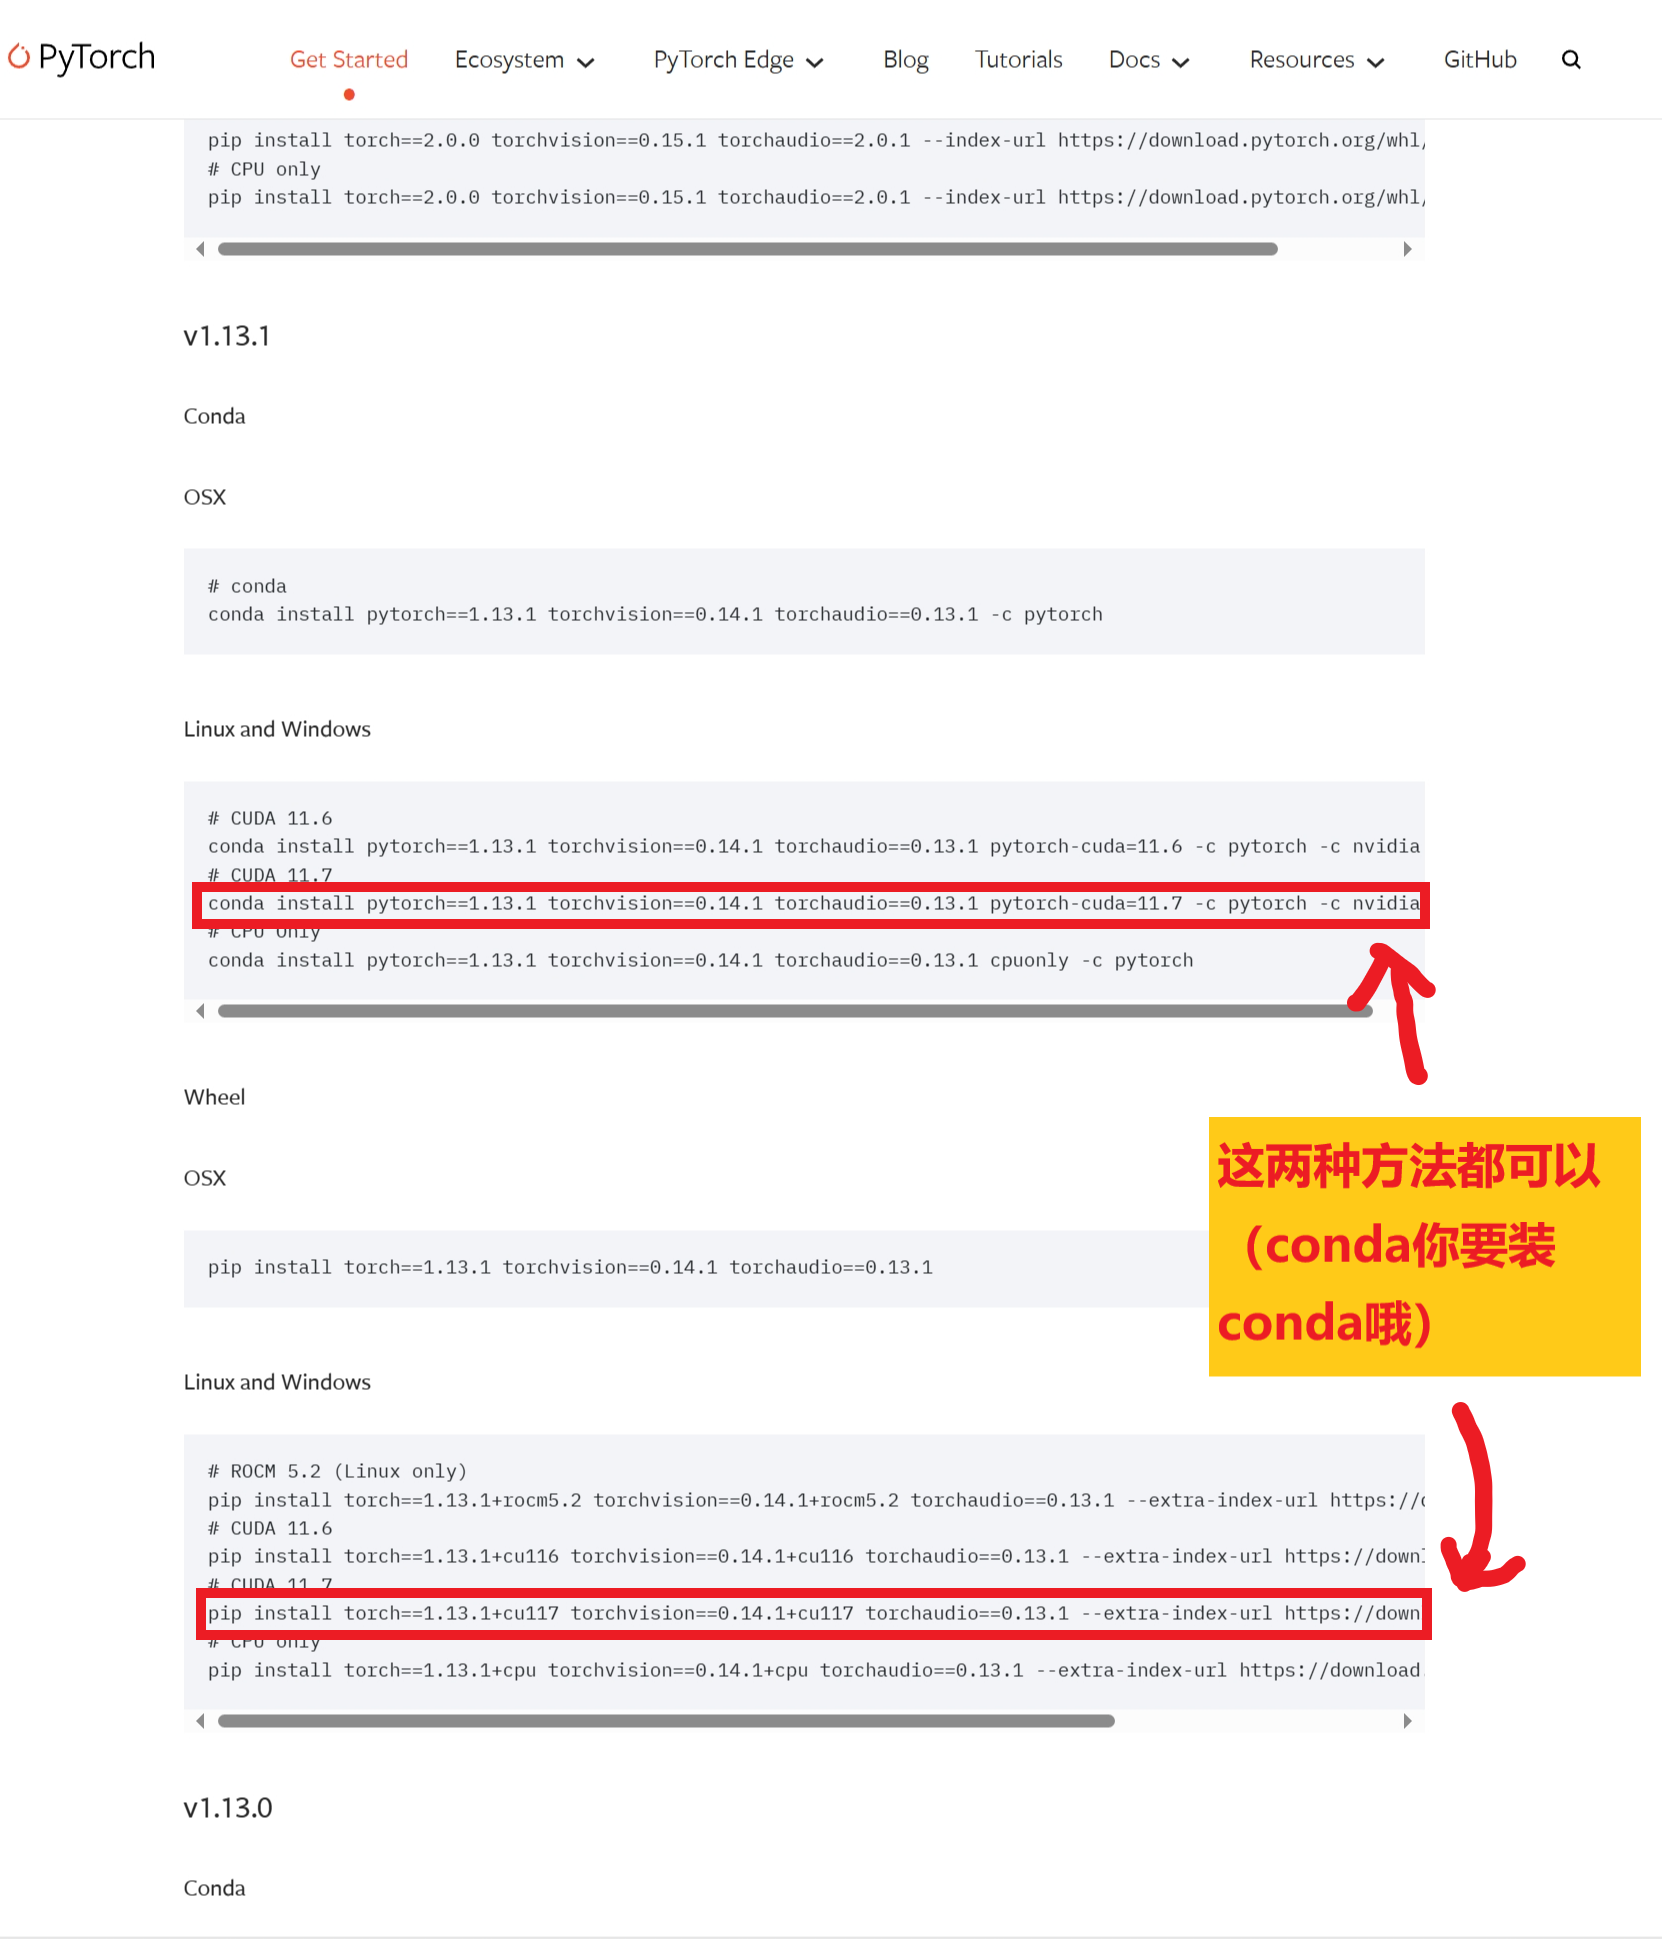 PyTorch
Get Started Ecosystem PyTorch Edge Blog Tutorials Docs Resources GitHub
pip install torch==2.0.0 torchvision==0.15.1 torchaudio==2.0.1 --index-url https://download.pytorch.org/whl/
# CPU only
pip install torch==2.0.0 torchvision==0.15.1 torchaudio==2.0.1 --index-url https://download.pytorch.org/whl/
v1.13.1
Conda
OSX
# conda
conda install pytorch==1.13.1 torchvision==0.14.1 torchaudio==0.13.1 -c pytorch
Linux and Windows
# CUDA 11.6
conda install pytorch==1.13.1 torchvision==0.14.1 torchaudio==0.13.1 pytorch-cuda=11.6 -c pytorch -c nvidia
# CUDA 11.7
conda install pytorch==1.13.1 torchvision==0.14.1 torchaudio==0.13.1 pytorch-cuda=11.7 -c pytorch -c nvidia
# CPU Only
conda install pytorch==1.13.1 torchvision==0.14.1 torchaudio==0.13.1 cpuonly -c pytorch
Wheel
OSX
pip install torch==1.13.1 torchvision==0.14.1 torchaudio==0.13.1
这两种方法都可以
（conda你要装
conda哦）
Linux and Windows
# ROCM 5.2 (Linux only)
pip install torch==1.13.1+rocm5.2 torchvision==0.14.1+rocm5.2 torchaudio==0.13.1 --extra-index-url https://
# CUDA 11.6
pip install torch==1.13.1+cu116 torchvision==0.14.1+cu116 torchaudio==0.13.1 --extra-index-url https://down
# CUDA 11.7
pip install torch==1.13.1+cu117 torchvision==0.14.1+cu117 torchaudio==0.13.1 --extra-index-url https://down
# CPU only
pip install torch==1.13.1+cpu torchvision==0.14.1+cpu torchaudio==0.13.1 --extra-index-url https://download
v1.13.0
Conda